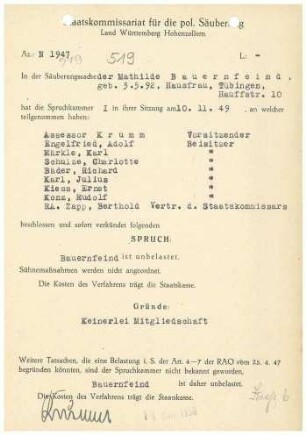 Staatskommissariat für die pol. Säuberung
Land Württemberg Hohenzollern
Az: N 1947 519 L: -
In der Säuberungssache der Mathilde Bauernfeind,
geb. 3.5.92, Hausfrau, Tübingen,
Hauffstr. 10
hat die Spruchkammer I in ihrer Sitzung am 10.11.49 an welcher
teilgenommen haben:
Assessor Krumm Vorsitzender
Engelfried, Adolf Beisitzer
Märkle, Karl "
Schulze, Charlotte "
Bader, Richard "
Karl, Julius "
Kieus, Ernst "
Konz, Rudolf "
RA. Zapp, Berthold Vertr. d. Staatskommissars
beschlossen und sofort verkündet folgenden
SPRUCH:
Bauernfeind ist unbelastet.
Sühnemaßnahmen werden nicht angeordnet.
Die Kosten des Verfahrens trägt die Staatskasse.
Gründe:
Keinerlei Mitgliedschaft
Weitere Tatsachen, die eine Belastung i. S. der Art. 4-7 der RAO vom 25. 4. 47
begründen könnten, sind der Spruchkammer nicht bekannt geworden,
Bauernfeind ist daher unbelastet.
Die Kosten des Verfahrens trägt die Staatskasse.